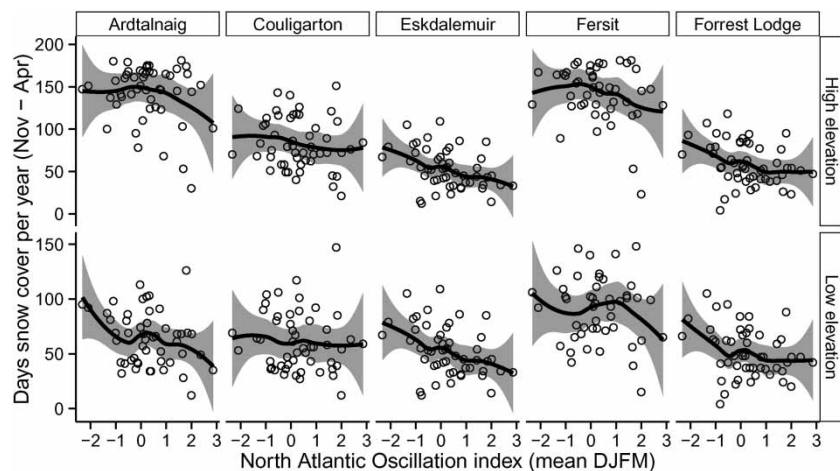 Ardtalnaig Couligarton Eskdalemuir Fersit Forrest Lodge
Days snow cover per year (Nov − Apr)
200
150
100
50
0
High elevation
150
100
50
0
Low elevation
−2 −1 0 1 2 3 −2 −1 0 1 2 3 −2 −1 0 1 2 3 −2 −1 0 1 2 3 −2 −1 0 1 2 3
North Atlantic Oscillation index (mean DJFM)